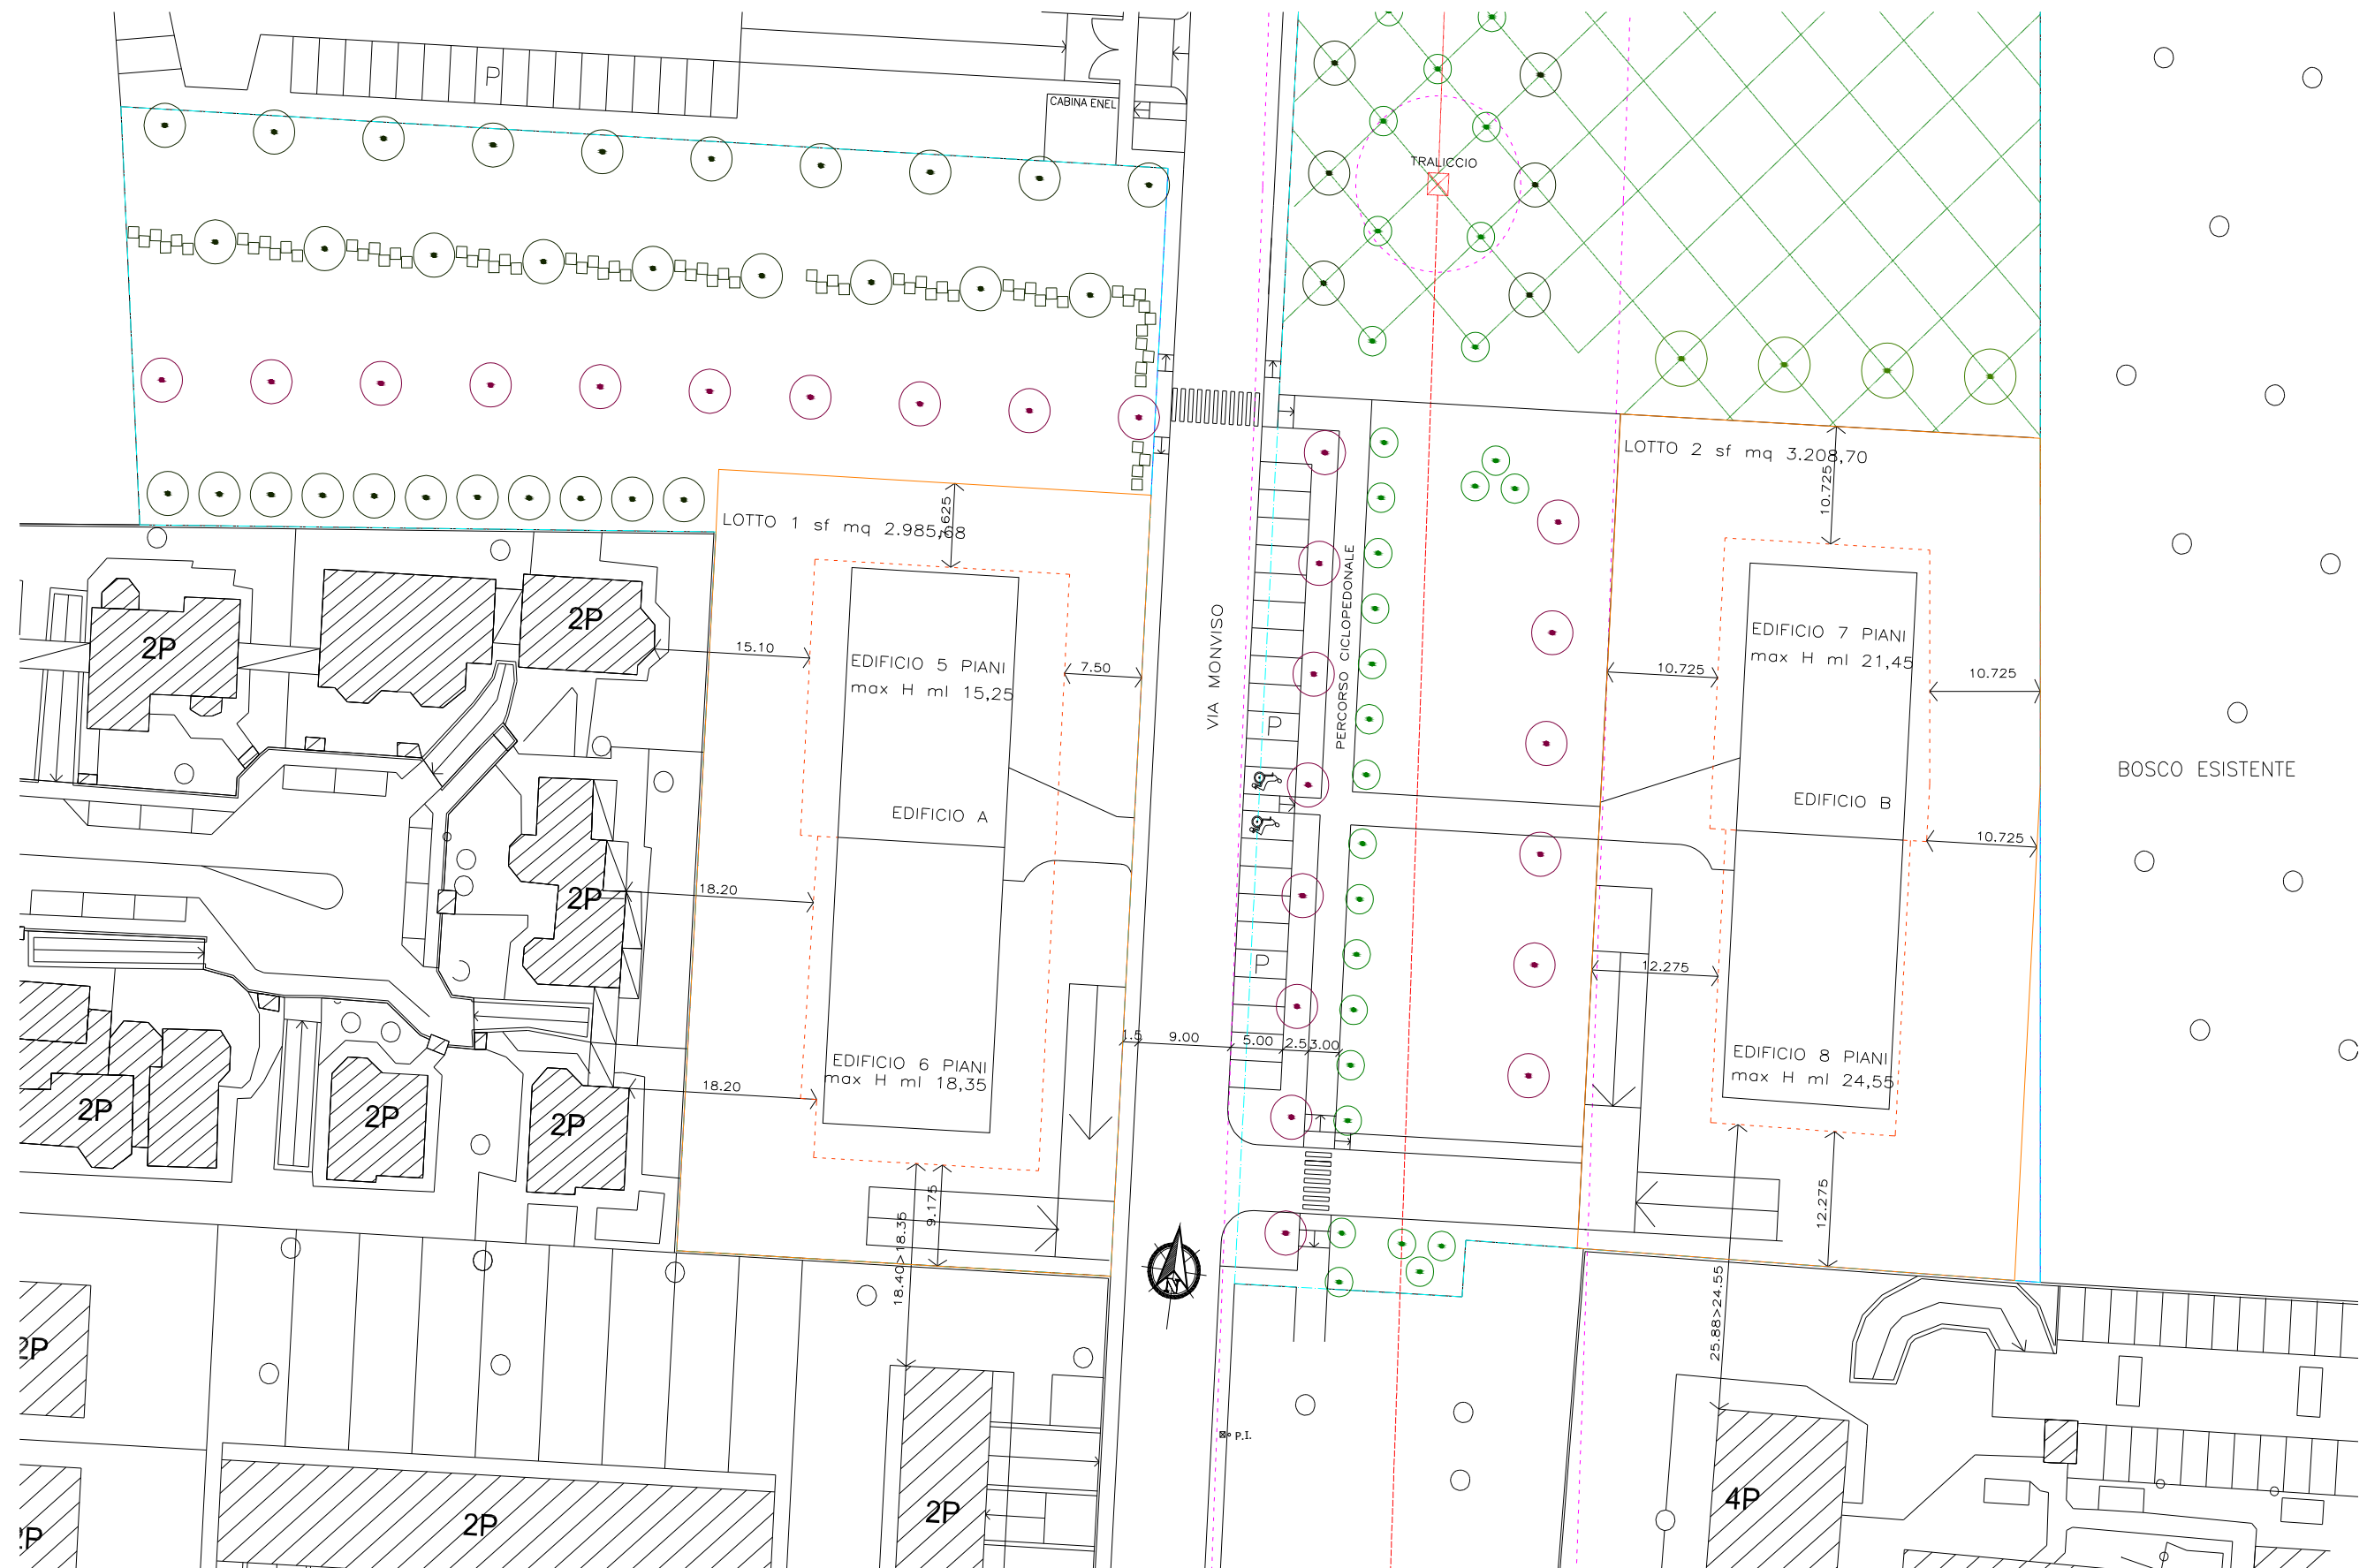 P
CABINA ENEL
TRALICCIO
LOTTO 1 sf mq 2.985,68
7.625
LOTTO 2 sf mq 3.208,70
10.725
2P
2P
15.10
7.50
EDIFICIO 5 PIANI
max H ml 15,25
EDIFICIO A
VIA MONVISO
PERCORSO CICLOPEDONALE
P
10.725
EDIFICIO 7 PIANI
max H ml 21,45
10.725
EDIFICIO B
10.725
BOSCO ESISTENTE
2P
18.20
P
12.275
1.5
9.00
5.00
2.5
3.00
EDIFICIO 6 PIANI
max H ml 18,35
EDIFICIO 8 PIANI
max H ml 24,55
2P
2P
2P
18.20
18.40>18.35
9.175
12.275
25.88>24.55
N
2P
P.I.
2P
2P
2P
4P